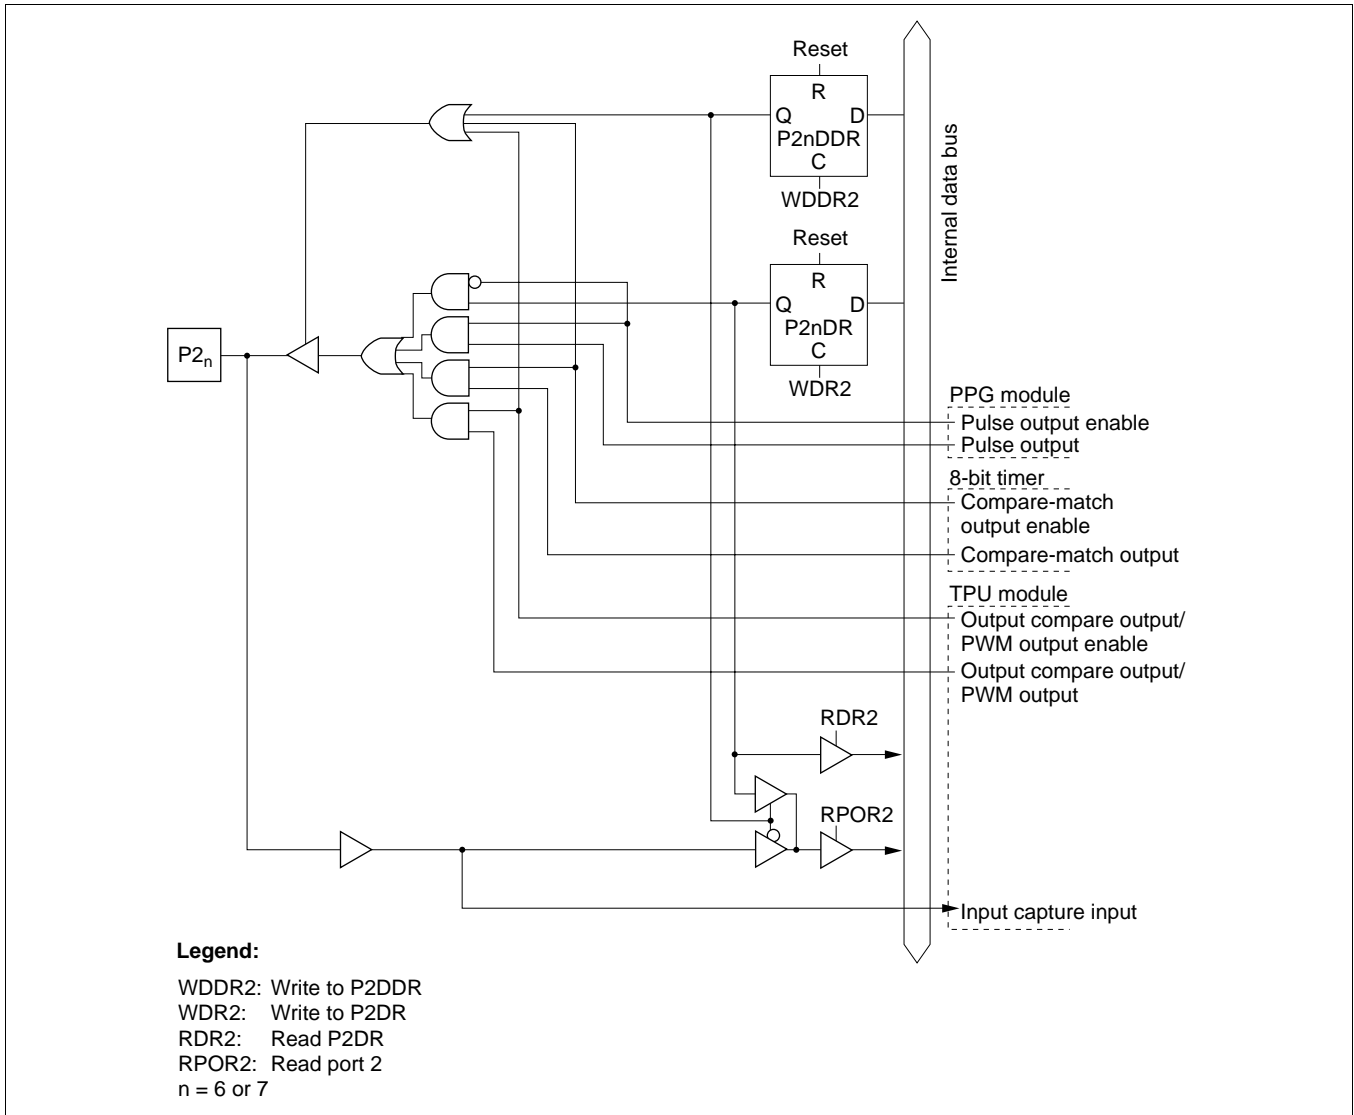 Reset
R
Q D
P2nDDR
C
WDDR2
Internal data bus
Reset
R
Q D
P2nDR
C
WDR2
P2n
PPG module
Pulse output enable
Pulse output
8-bit timer
Compare-match
output enable
Compare-match output
TPU module
Output compare output/
PWM output enable
Output compare output/
PWM output
RDR2
RPOR2
Input capture input
Legend:
WDDR2: Write to P2DDR
WDR2: Write to P2DR
RDR2: Read P2DR
RPOR2: Read port 2
n = 6 or 7